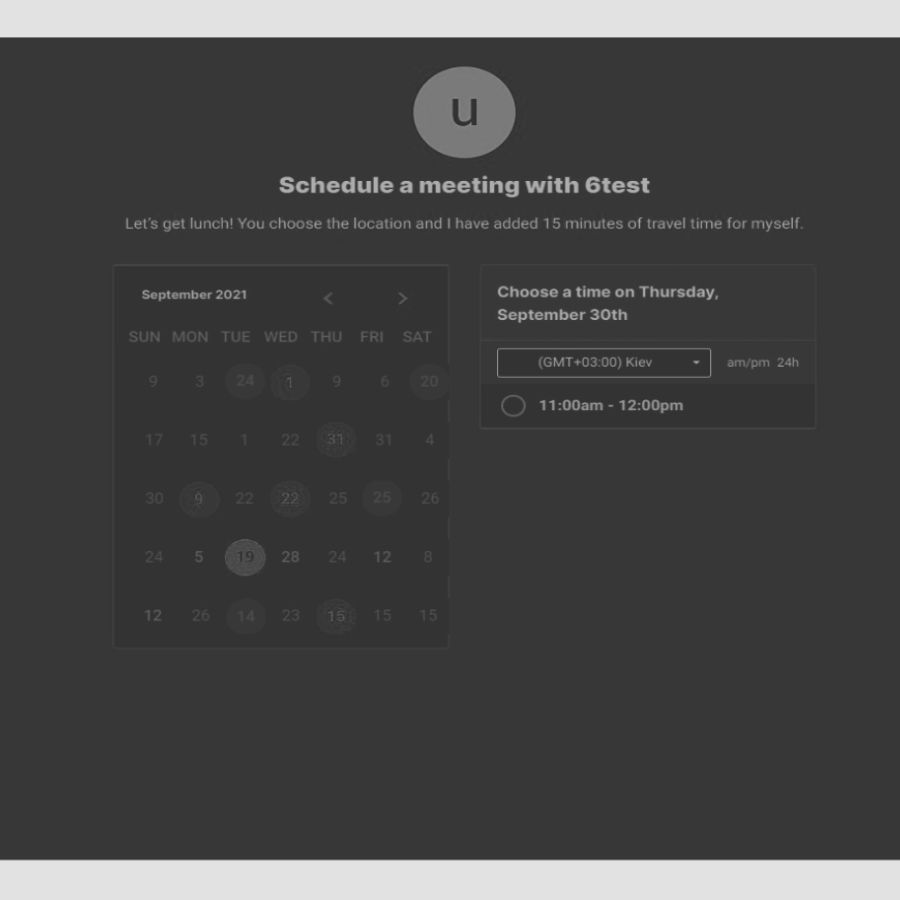 u
Schedule a meeting with 6test
Let's get lunch! You choose the location and I have added 15 minutes of travel time for myself.
September 2021 < >
SUN MON TUE WED THU FRI SAT
9 3 24 1 9 6 20
17 15 1 22 31 31 4
30 9 22 22 25 25 26
24 5 19 28 24 12 8
12 26 14 23 15 15 15
Choose a time on Thursday,
September 30th
(GMT+03:00) Kiev am/pm 24h
11:00am - 12:00pm